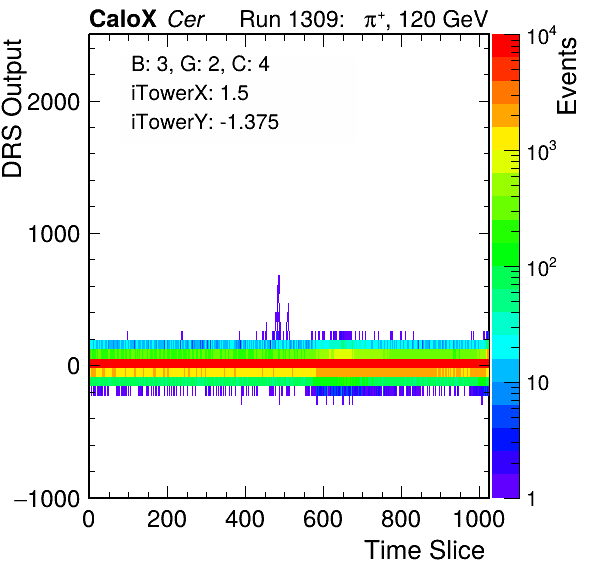 CaloX Cer Run 1309: π⁺, 120 GeV
B: 3, G: 2, C: 4
iTowerX: 1.5
iTowerY: -1.375
DRS Output
2000
1000
0
−1000
0 200 400 600 800 1000
Time Slice
Events
10⁴
10³
10²
10
1